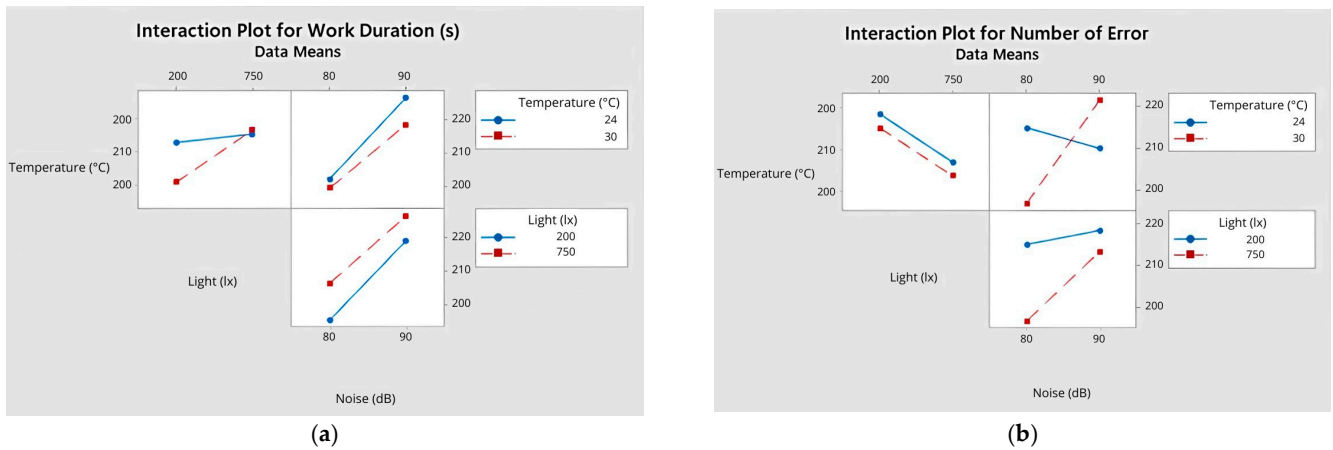 Interaction Plot for Work Duration (s)
Data Means
200 750 80 90
200
210
200
Temperature (°C)
220
210
200
Temperature (°C)
24
30
220
210
200
Light (lx)
200
750
Light (lx)
80 90
Noise (dB)
(a)
Interaction Plot for Number of Error
Data Means
200 750 80 90
200
210
200
Temperature (°C)
220
210
200
Temperature (°C)
24
30
220
210
200
Light (lx)
200
750
Light (lx)
80 90
Noise (dB)
(b)